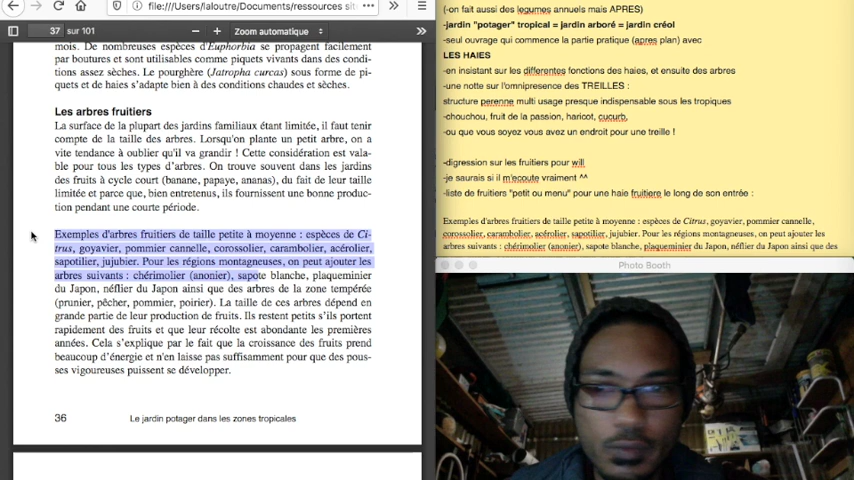 file:///Users/laloutre/Documents/ressources sit
37 sur 101
Zoom automatique
mois. De nombreuses espèces d'Euphorbia se propagent facilement
par boutures et sont utilisables comme piquets vivants dans des condi-
tions assez sèches. Le pourghère (Jatropha curcas) sous forme de pi-
quets et de haies s'adapte bien à des conditions chaudes et sèches.
Les arbres fruitiers
La surface de la plupart des jardins familiaux étant limitée, il faut tenir
compte de la taille des arbres. Lorsqu'on plante un petit arbre, on a
vite tendance à oublier qu'il va grandir ! Cette considération est vala-
ble pour tous les types d'arbres. On trouve souvent dans les jardins
des fruits à cycle court (banane, papaye, ananas), du fait de leur taille
limitée et parce que, bien entretenus, ils fournissent une bonne produc-
tion pendant une courte période.
Exemples d'arbres fruitiers de taille petite à moyenne : espèces de Ci-
trus, goyavier, pommier cannelle, corossolier, carambolier, acérolier,
sapotilier, jujubier. Pour les régions montagneuses, on peut ajouter les
arbres suivants : chérimolier (anonier), sapote blanche, plaqueminier
du Japon, néflier du Japon ainsi que des arbres de la zone tempérée
(prunier, pêcher, pommier, poirier). La taille de ces arbres dépend en
grande partie de leur production de fruits. Ils restent petits s'ils portent
rapidement des fruits et que leur récolte est abondante les premières
années. Cela s'explique par le fait que la croissance des fruits prend
beaucoup d'énergie et n'en laisse pas suffisamment pour que des pous-
ses vigoureuses puissent se développer.
36 Le jardin potager dans les zones tropicales
(-on fait aussi des legumes annuels mais APRES)
-jardin "potager" tropical = jardin arboré = jardin créol
-seul ouvrage qui commence la partie pratique (apres plan) avec
LES HAIES
-en insistant sur les differentes fonctions des haies, et ensuite des arbres
-une notte sur l'omnipresence des TREILLES :
structure perenne multi usage presque indispensable sous les tropiques
-chouchou, fruit de la passion, haricot, cucurb,
-ou que vous soyez vous avez un endroit pour une treille !
-digression sur les fruitiers pour will
-je saurais si il m'ecoute vraiment ^^
-liste de fruitiers "petit ou menu" pour une haie fruitiere le long de son entrée :
Exemples d'arbres fruitiers de taille petite à moyenne : espèces de Citrus, goyavier, pommier cannelle,
corossolier, carambolier, acérolier, sapotilier, jujubier. Pour les régions montagneuses, on peut ajouter les
arbres suivants : chérimolier (anonier), sapote blanche, plaqueminier du Japon, néflier du Japon ainsi que des
Photo Booth